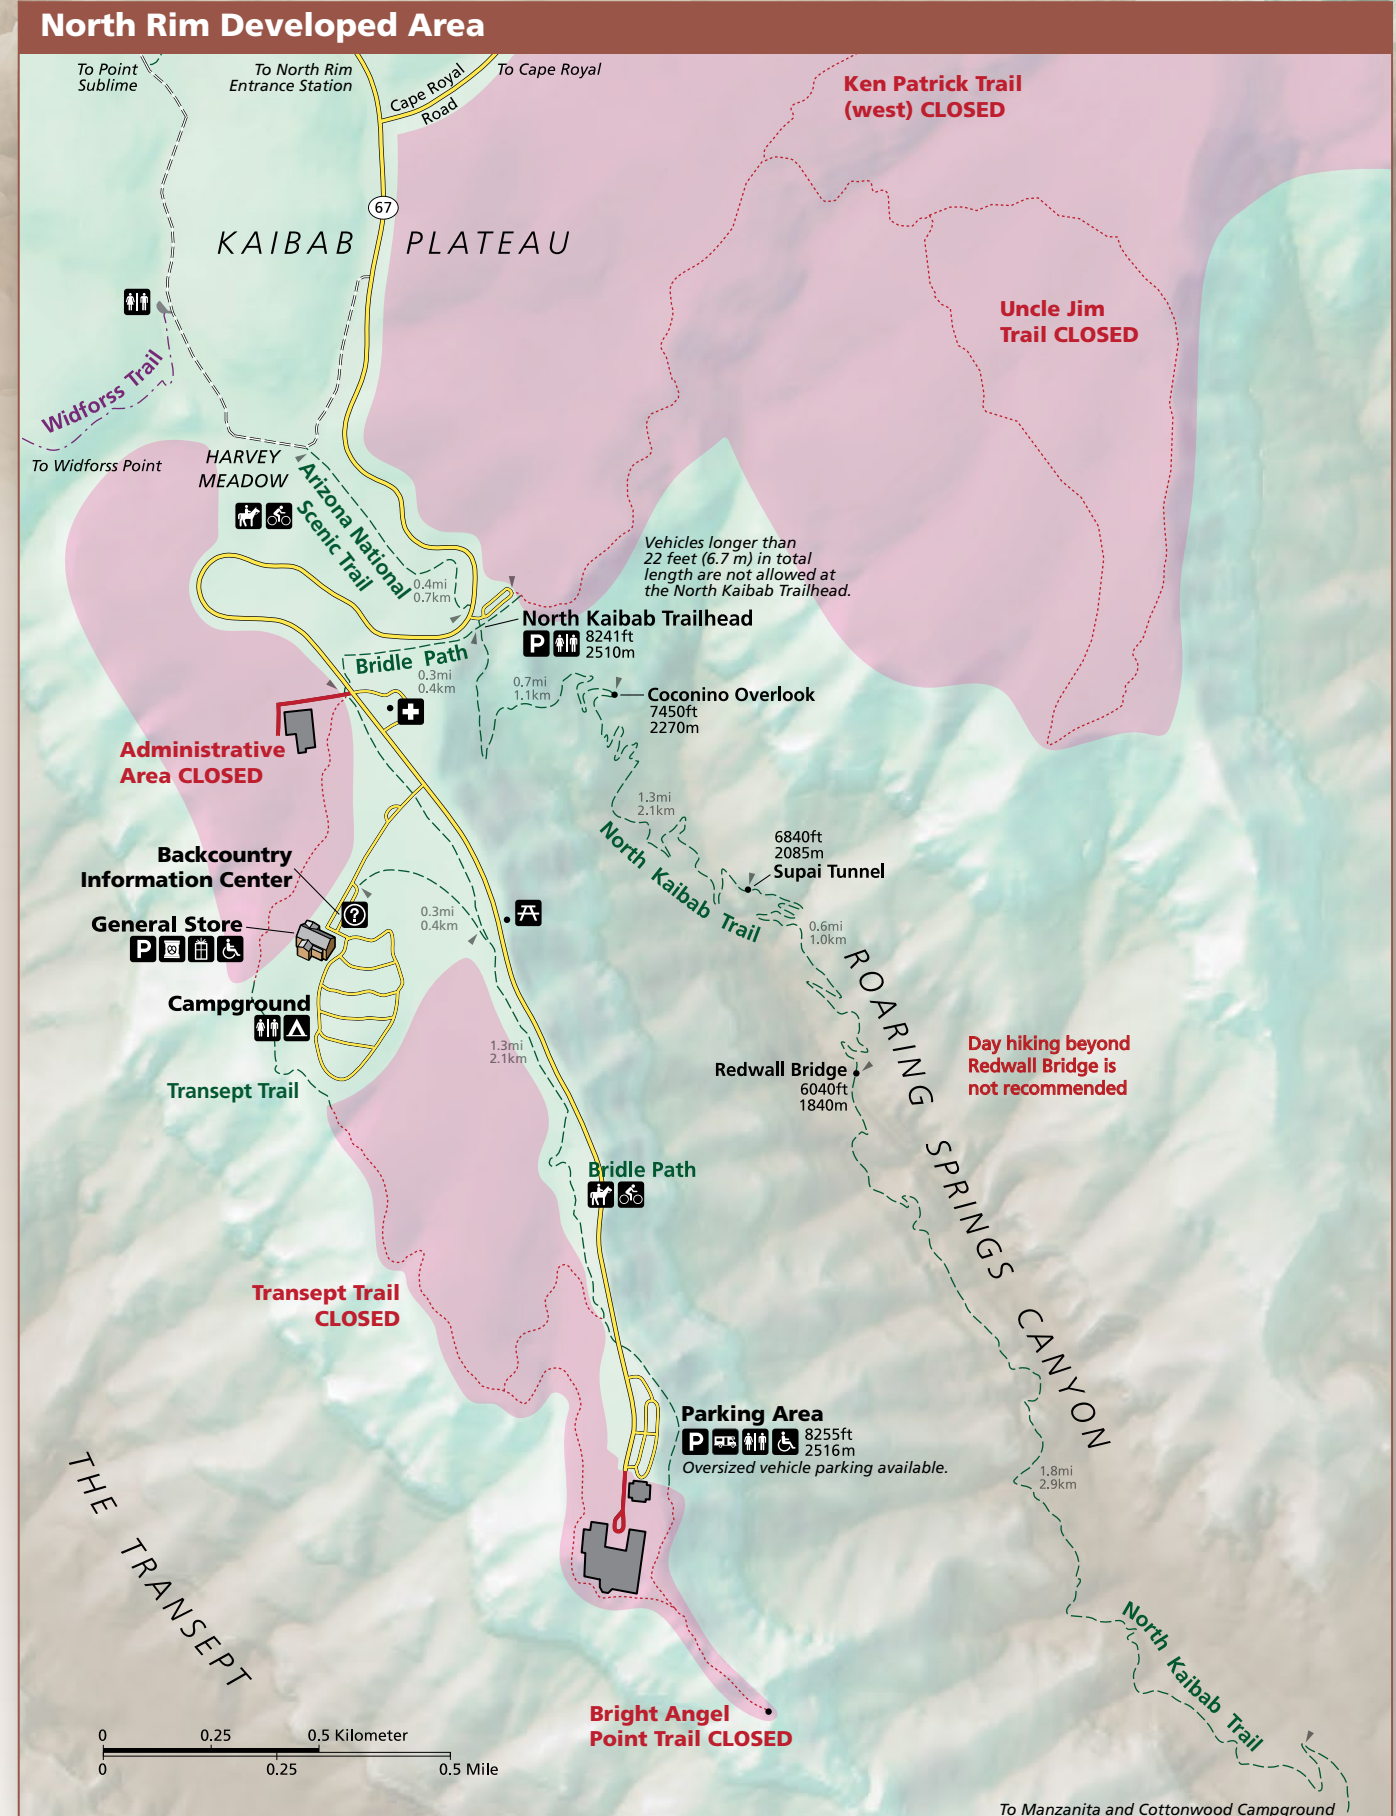 North Rim Developed Area
To Point
Sublime
To North Rim
Entrance Station
Cape Royal
Road
To Cape Royal
Ken Patrick Trail
(west) CLOSED
67
KAIBAB PLATEAU
Uncle Jim
Trail CLOSED
Widforss Trail
To Widforss Point
HARVEY
MEADOW
Arizona National
Scenic Trail
0.4mi
0.7km
Vehicles longer than
22 feet (6.7 m) in total
length are not allowed at
the North Kaibab Trailhead.
North Kaibab Trailhead
P
8241ft
2510m
Bridle Path
0.3mi
0.4km
0.7mi
1.1km
Coconino Overlook
7450ft
2270m
Administrative
Area CLOSED
1.3mi
2.1km
North Kaibab Trail
6840ft
2085m
Supai Tunnel
Backcountry
Information Center
?
General Store
P
0.3mi
0.4km
0.6mi
1.0km
Campground
ROARING SPRINGS CANYON
1.3mi
2.1km
Day hiking beyond
Redwall Bridge is
not recommended
Redwall Bridge
6040ft
1840m
Transept Trail
Bridle Path
Transept Trail
CLOSED
Parking Area
P
8255ft
2516m
Oversized vehicle parking available.
THE TRANSEPT
1.8mi
2.9km
North Kaibab Trail
Bright Angel
Point Trail CLOSED
0 0.25 0.5 Kilometer
0 0.25 0.5 Mile
To Manzanita and Cottonwood Campground